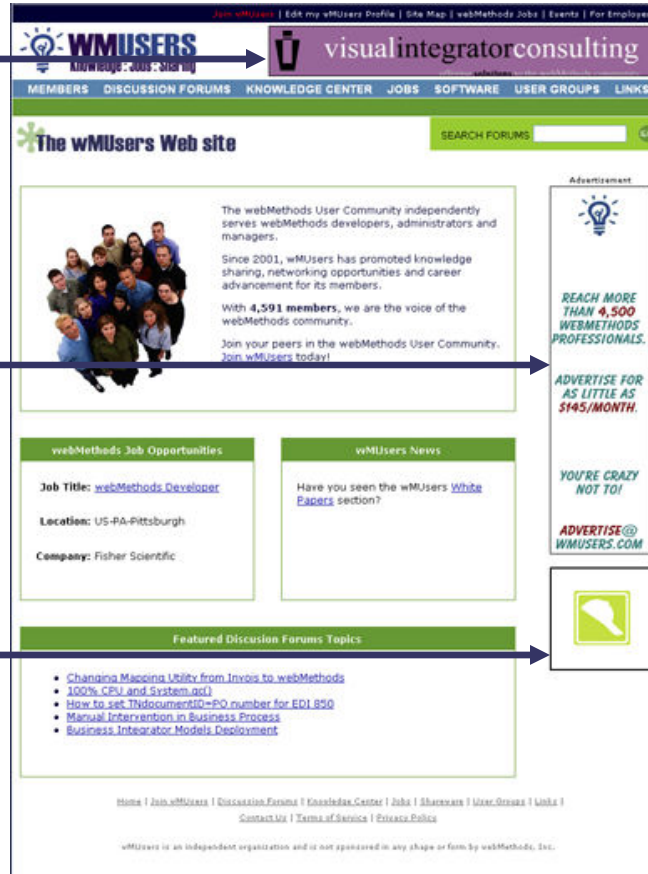 Join wMUsers | Edit my wMUsers Profile | Site Map | webMethods Jobs | Events | For Employe
WMUSERS
Knowledge · Jobs · Sharing
visualintegratorconsulting
MEMBERS DISCUSSION FORUMS KNOWLEDGE CENTER JOBS SOFTWARE USER GROUPS LINKS
The wMUsers Web site
SEARCH FORUMS
Advertisement
The webMethods User Community independently
serves webMethods developers, administrators and
managers.
Since 2001, wMUsers has promoted knowledge
sharing, networking opportunities and career
advancement for its members.
With 4,591 members, we are the voice of the
webMethods community.
Join your peers in the webMethods User Community.
Join wMUsers today!
REACH MORE
THAN 4,500
WEBMETHODS
PROFESSIONALS.
ADVERTISE FOR
AS LITTLE AS
$145/MONTH.
YOU'RE CRAZY
NOT TO!
ADVERTISE@
WMUSERS.COM
webMethods Job Opportunities
Job Title: webMethods Developer
Location: US-PA-Pittsburgh
Company: Fisher Scientific
wMUsers News
Have you seen the wMUsers White
Papers section?
Featured Discusion Forums Topics
Changing Mapping Utility from Invois to webMethods
100% CPU and System.gc()
How to set TNdocumentID=PO number for EDI 850
Manual Intervention in Business Process
Business Integrator Models Deployment
Home | Join wMUsers | Discussion Forums | Knowledge Center | Jobs | Shareware | User Groups | Links |
Contact Us | Terms of Service | Privacy Policy
wMUsers is an independent organization and is not sponsored in any shape or form by webMethods, Inc.